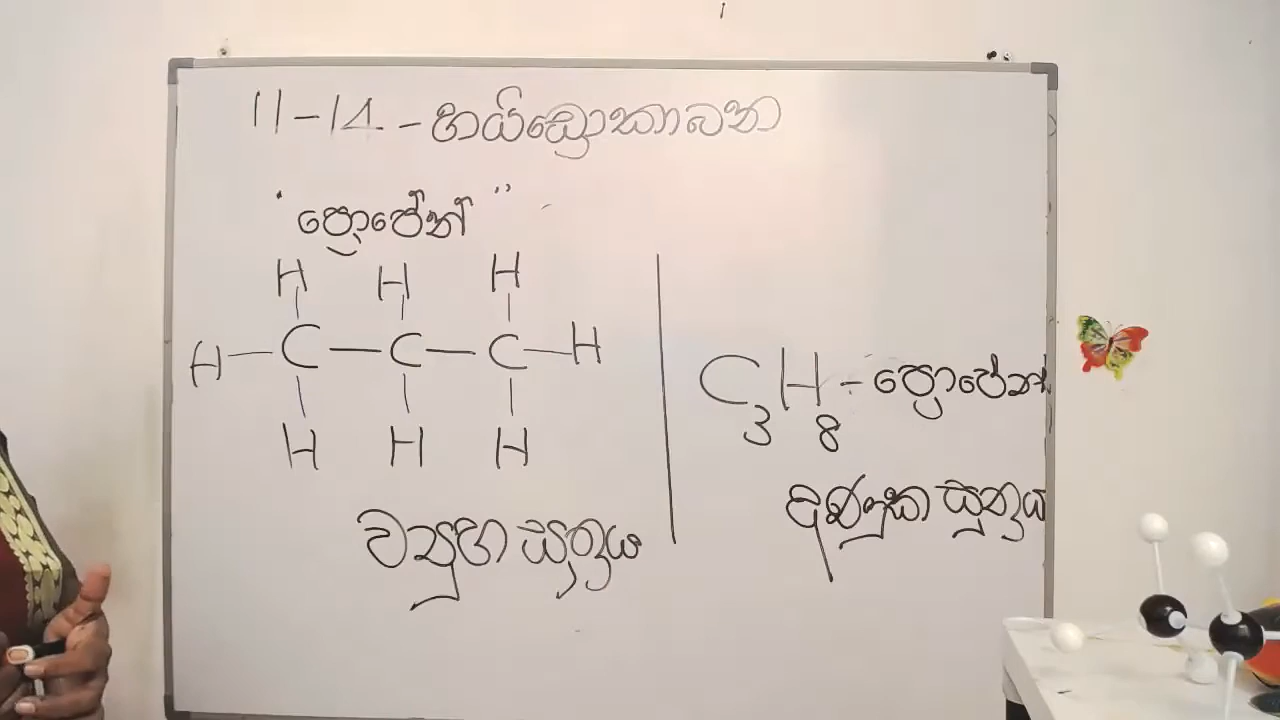 11-14 - හයිඩ්‍රොකාබන
"ප්‍රොපේන්"
H H H
H — C — C — C — H
H H H
ව්‍යුහ සුත්‍රය
C₃H₈ - ප්‍රොපේන්
අණුක සූත්‍රය